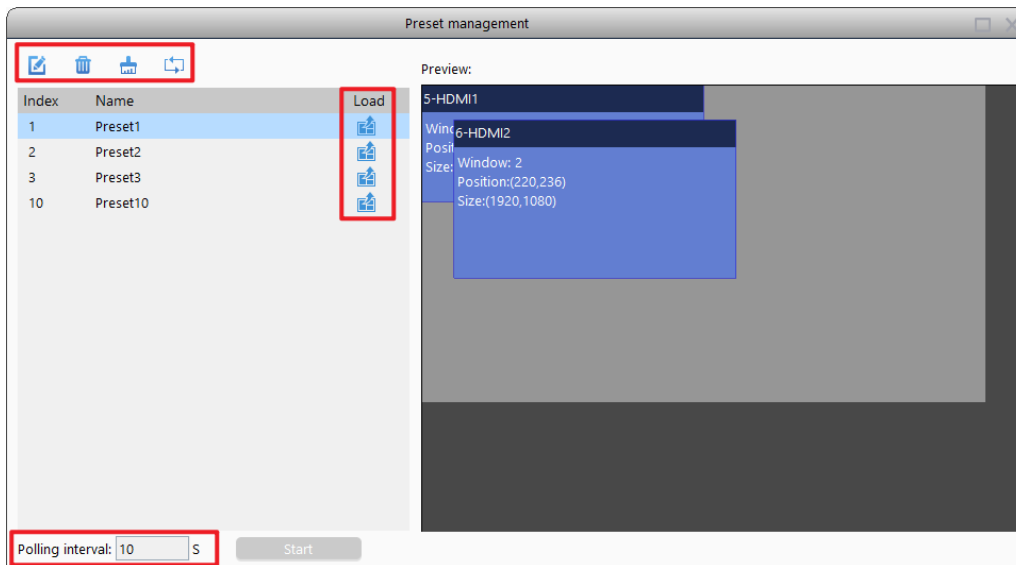 Preset management
Preview:
Index Name Load
1 Preset1
2 Preset2
3 Preset3
10 Preset10
5-HDMI1
Size:
6-HDMI2
Window: 2
Position:(220,236)
Size:(1920,1080)
Polling interval: 10 S
Start